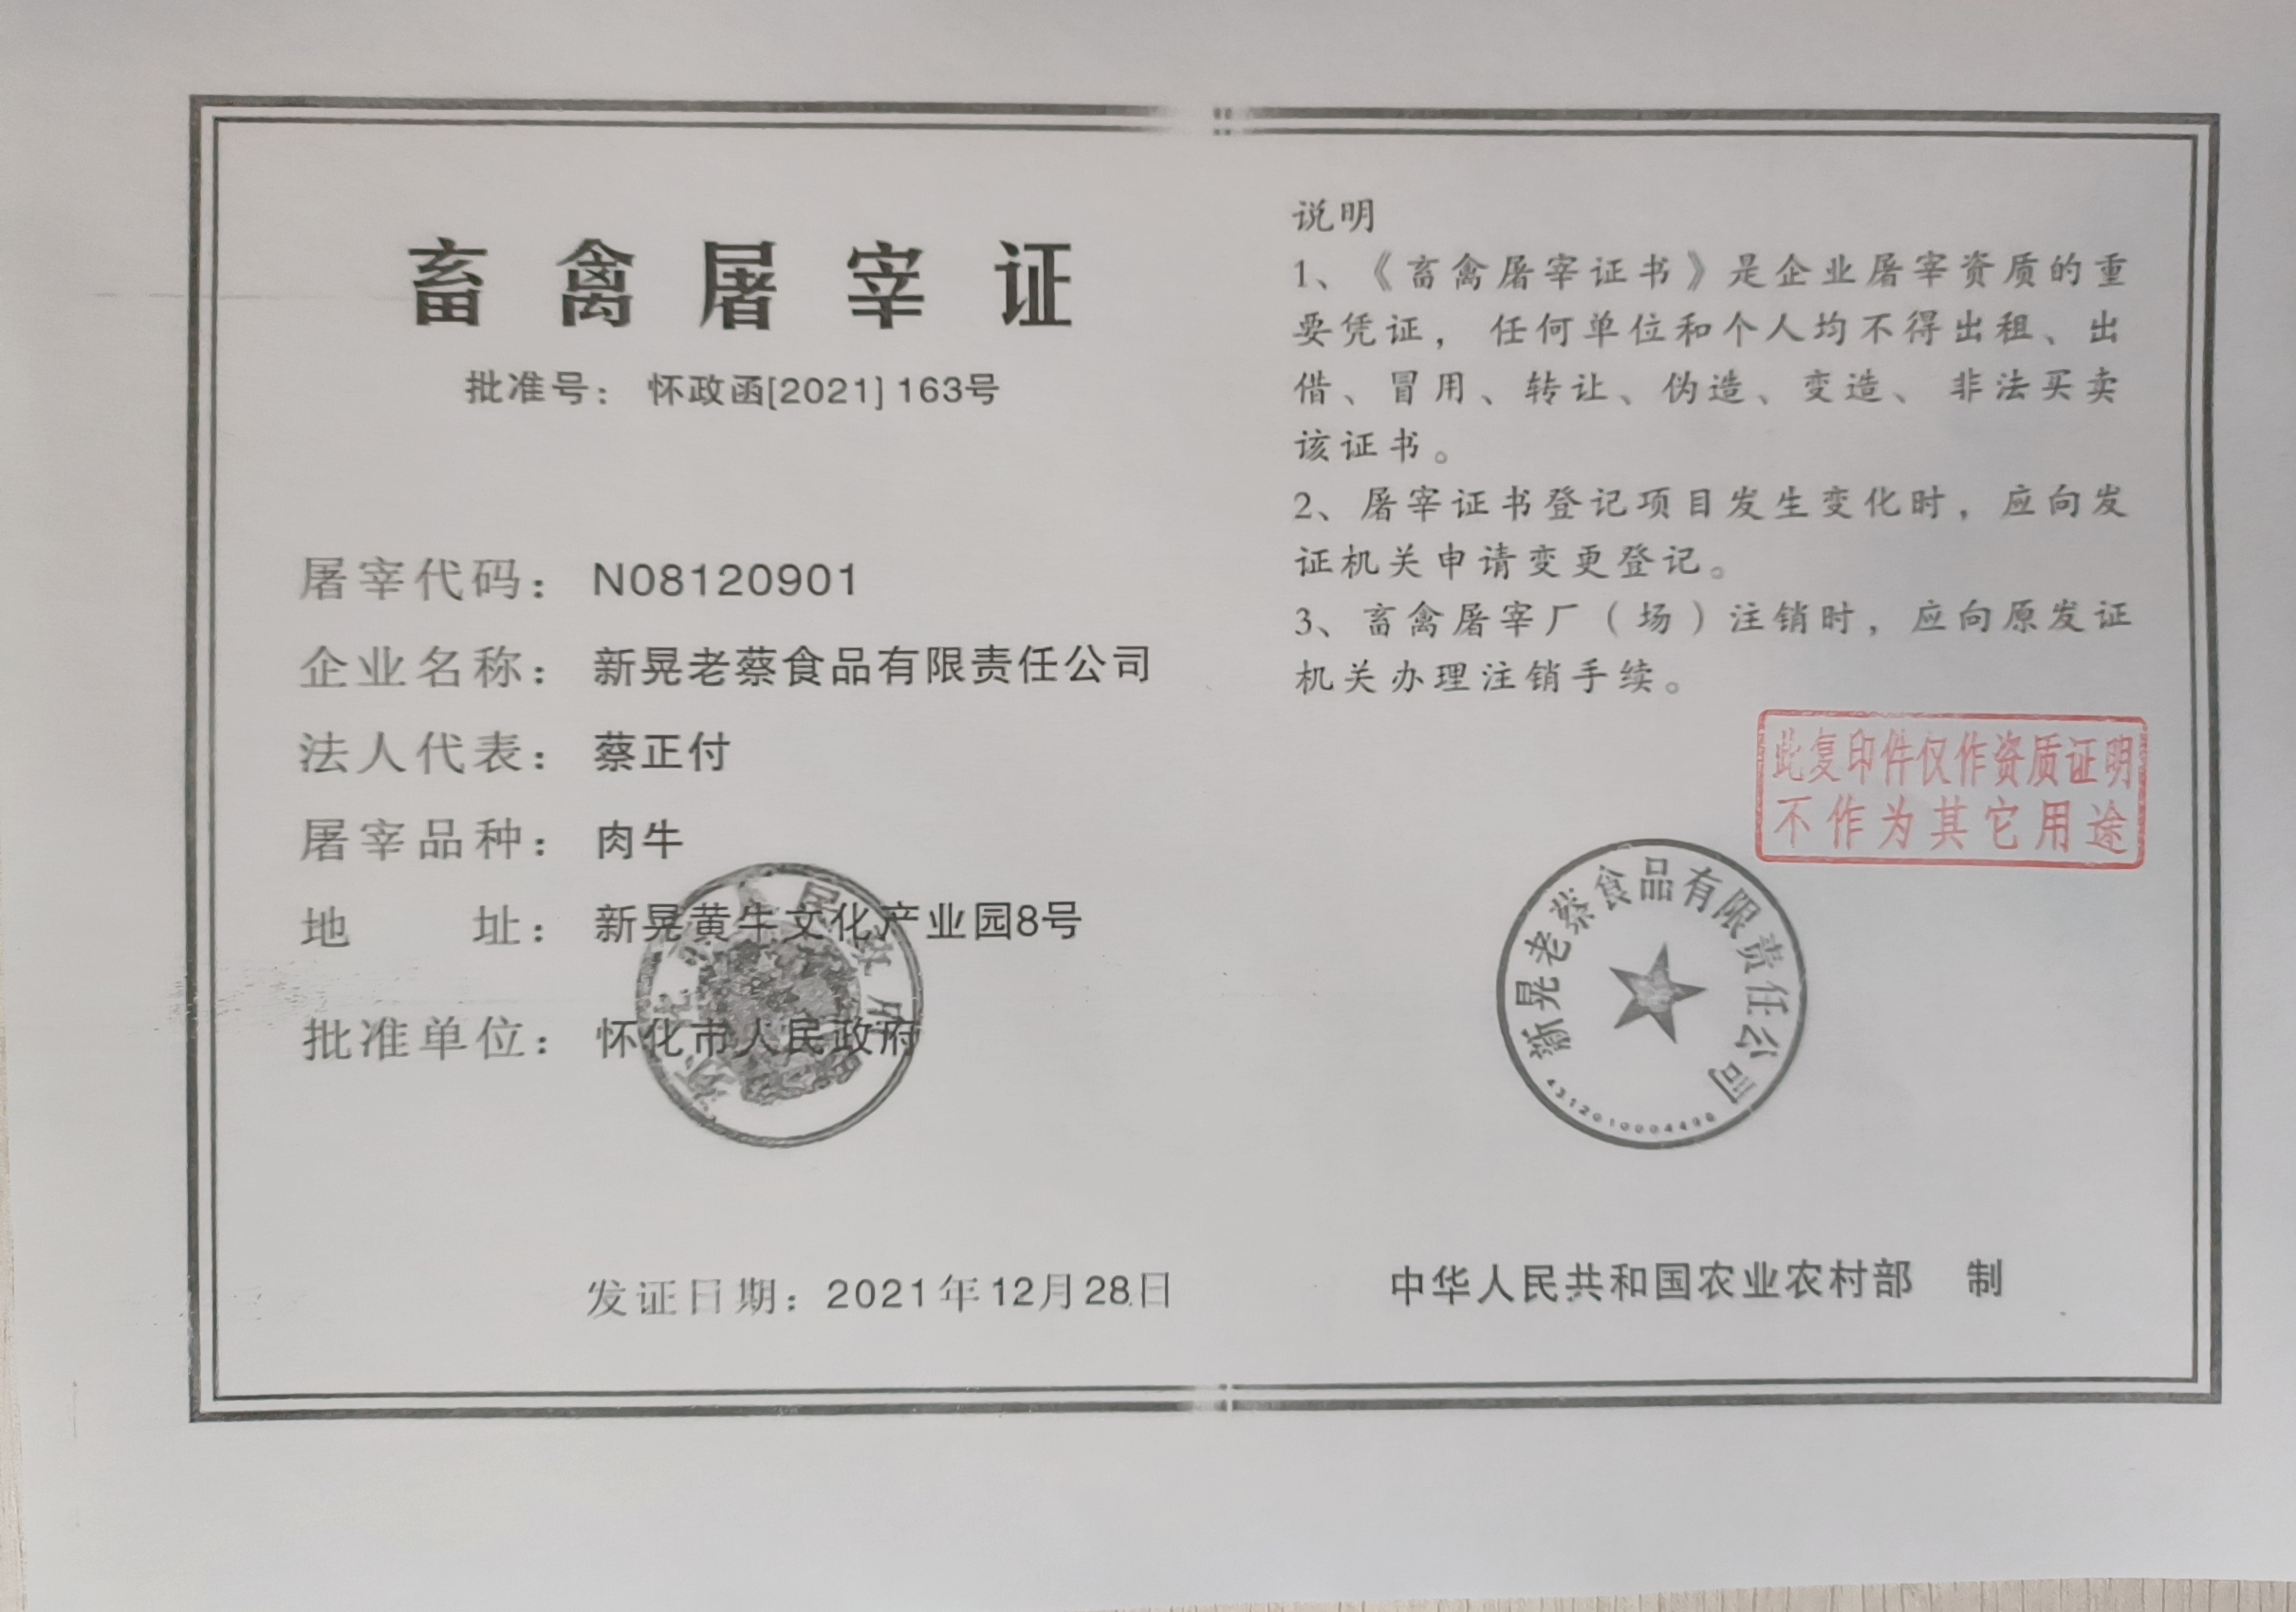 畜禽屠宰证
批准号：怀政函[2021]163号
屠宰代码：N08120901
企业名称：新晃老蔡食品有限责任公司
法人代表：蔡正付
屠宰品种：肉牛
地 址：新晃黄牛文化产业园8号
批准单位：怀化市人民政府
发证日期：2021年12月28日
说明
1、《畜禽屠宰证书》是企业屠宰资质的重
要凭证，任何单位和个人均不得出租、出
借、冒用、转让、伪造、变造、非法买卖
该证书。
2、屠宰证书登记项目发生变化时，应向发
证机关申请变更登记。
3、畜禽屠宰厂（场）注销时，应向原发证
机关办理注销手续。
此复印件仅作资质证明
不作为其它用途
新晃老蔡食品有限责任公司
中华人民共和国农业农村部 制